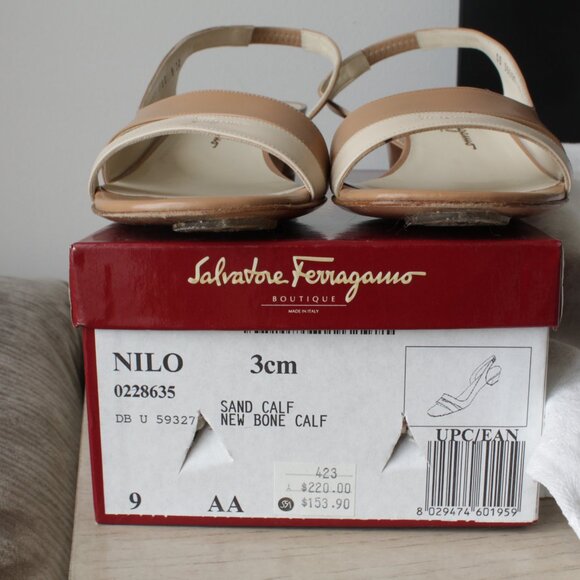 Salvatore Ferragamo
BOUTIQUE
MADE IN ITALY
NILO 3cm
0228635
SAND CALF
DB U 59327 NEW BONE CALF
UPC/EAN
423
$220.00
$153.90
9 AA
8 029474 601959